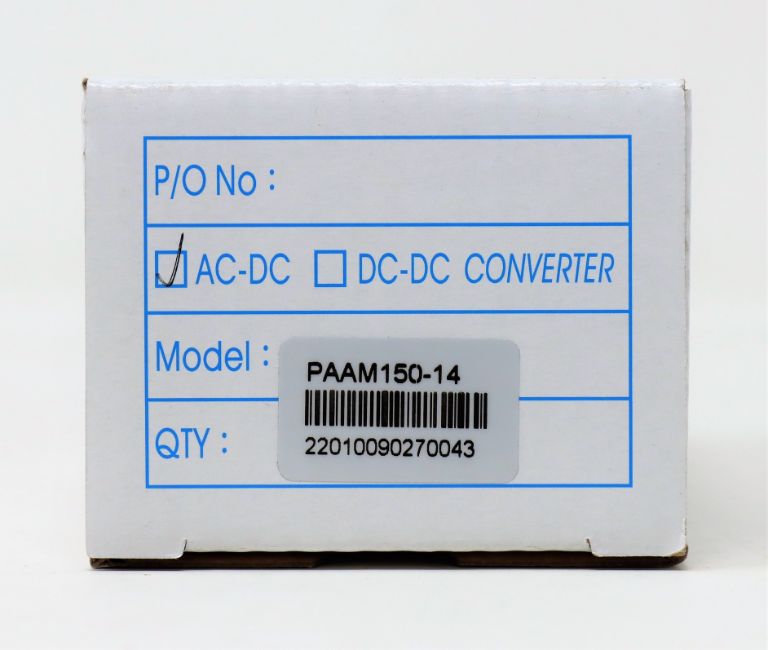 P/O No :
AC-DC DC-DC CONVERTER
Model :
PAAM150-14
22010090270043
QTY :